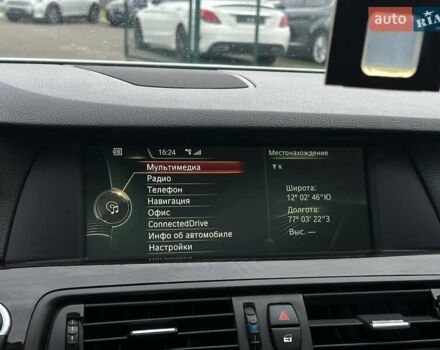 auto RIA
16:24
Мультимедиа
Радио
Телефон
Навигация
Офис
ConnectedDrive
Инфо об автомобиле
Настройки
Местонахождение
N
Широта:
12° 02' 46"Ю
Долгота:
77° 03' 22"З
Выс. ---